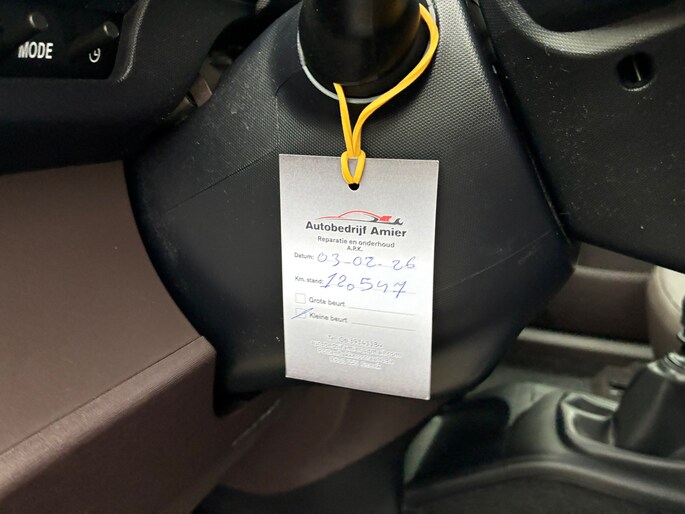 MODE
Autobedrijf Amier
Reparatie en onderhoud
A.P.K.
Datum: 03-02-26
Km. stand: 120547
Grote beurt
Kleine beurt